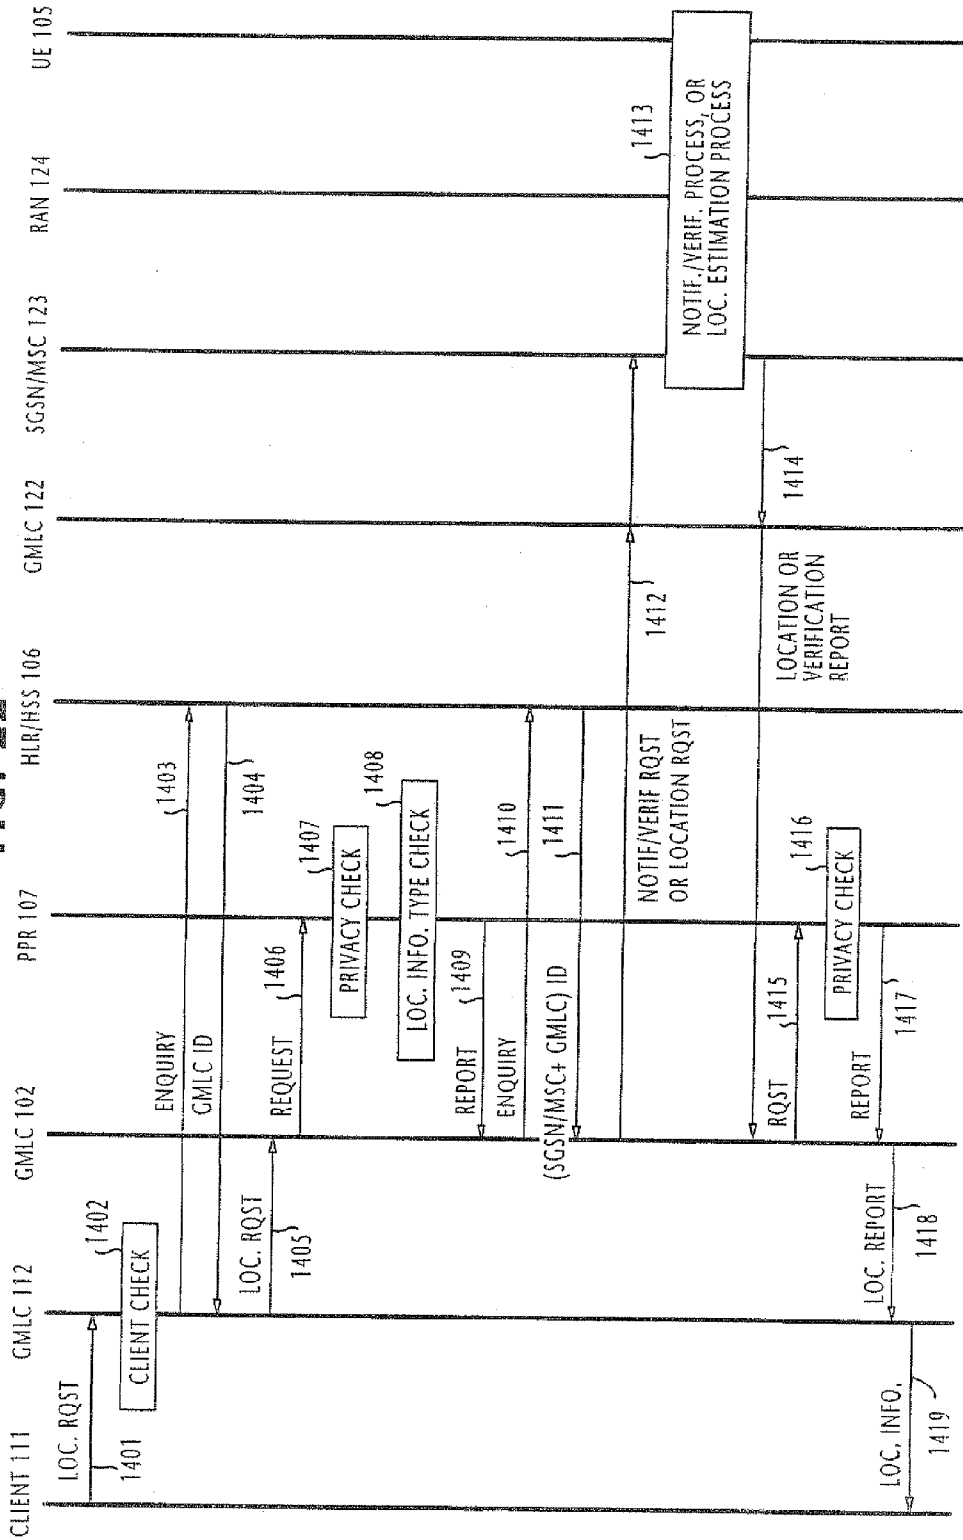 CLIENT 111
GMLC 112
GMLC 102
PPR 107
HLR/HSS 106
GMLC 122
SGSN/MSC 123
RAN 124
UE 105
LOC. RQST
1401
1402
CLIENT CHECK
ENQUIRY
1403
GMLC ID
1404
LOC. RQST
1405
REQUEST
1406
1407
PRIVACY CHECK
1408
LOC. INFO. TYPE CHECK
REPORT
1409
ENQUIRY
1410
(SGSN/MSC+ GMLC) ID
1411
NOTIF/VERIF RQST
OR LOCATION RQST
1412
1413
NOTIF./VERIF. PROCESS, OR
LOC. ESTIMATION PROCESS
1414
LOCATION OR
VERIFICATION
REPORT
RQST
1415
1416
PRIVACY CHECK
REPORT
1417
LOC. REPORT
1418
LOC. INFO.
1419